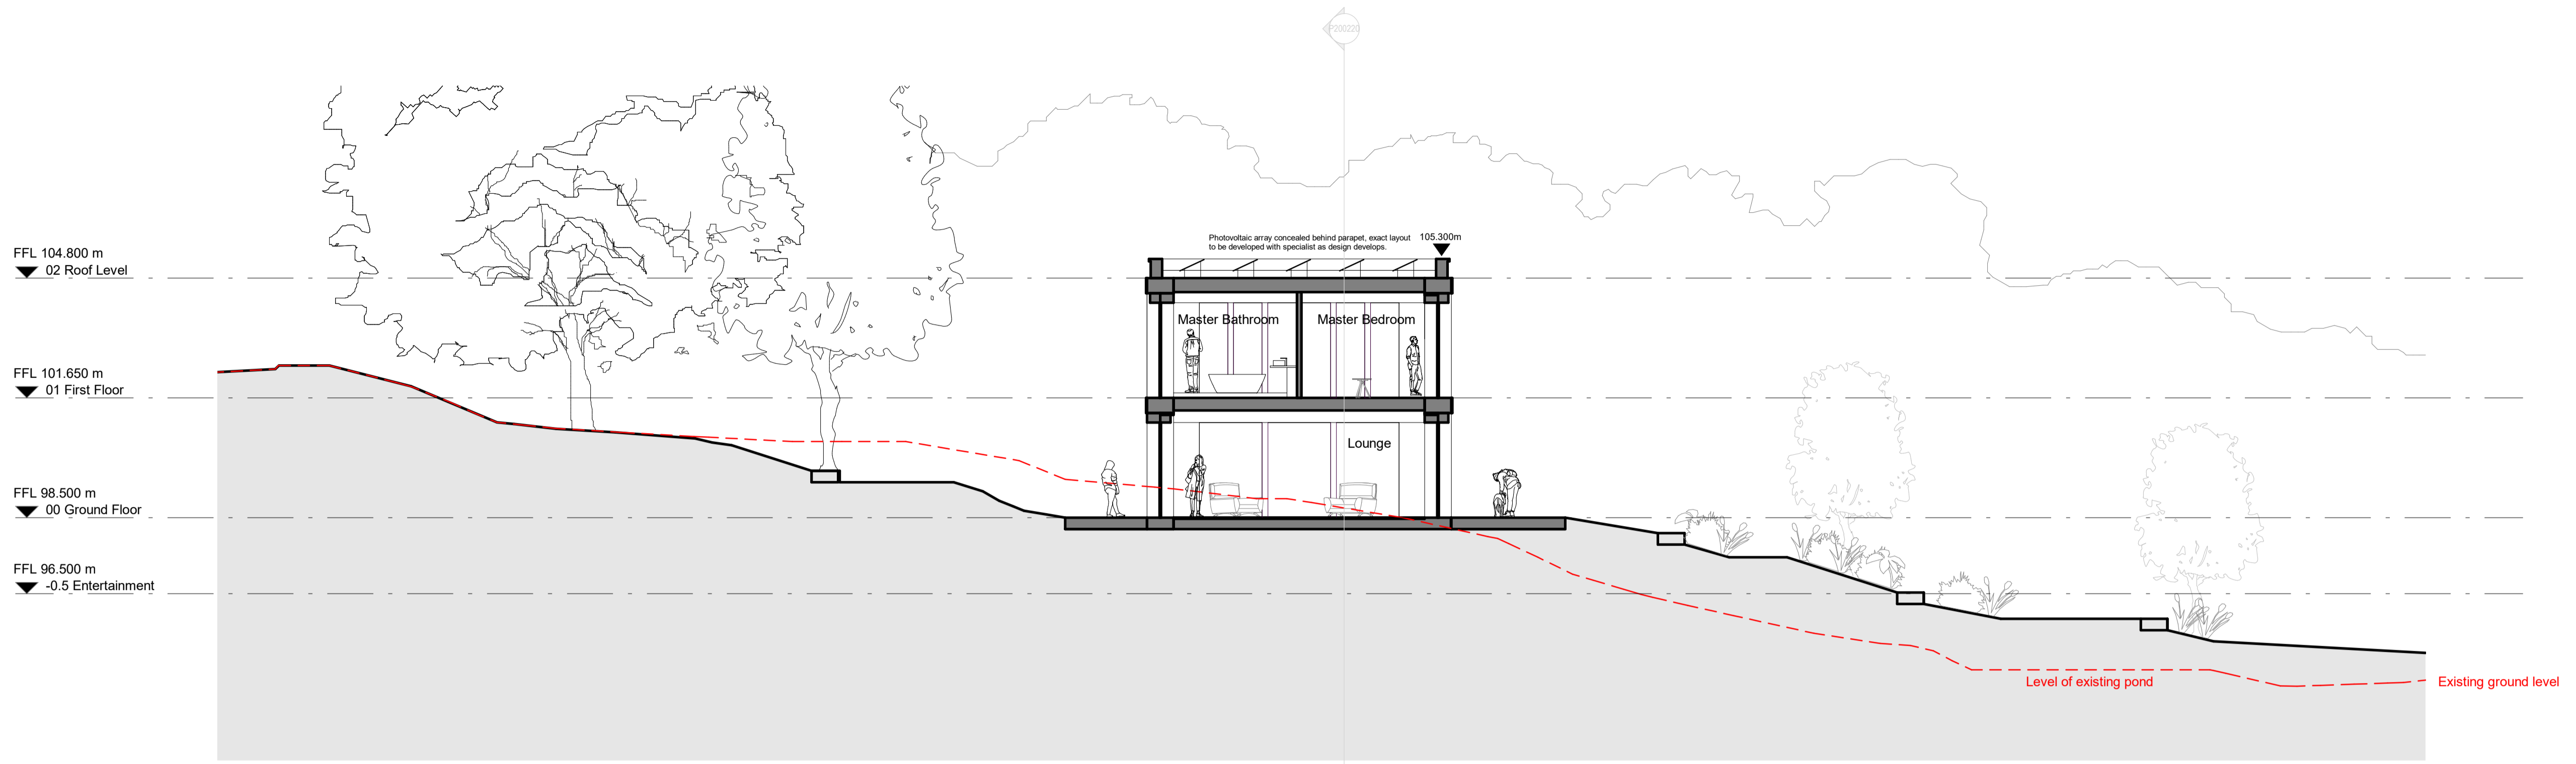 P200220
Photovoltaic array concealed behind parapet, exact layout
to be developed with specialist as design develops.
105.300m
FFL 104.800 m
02 Roof Level
Master Bathroom
Master Bedroom
FFL 101.650 m
01 First Floor
Lounge
FFL 98.500 m
00 Ground Floor
FFL 96.500 m
-0.5 Entertainment
Level of existing pond
Existing ground level